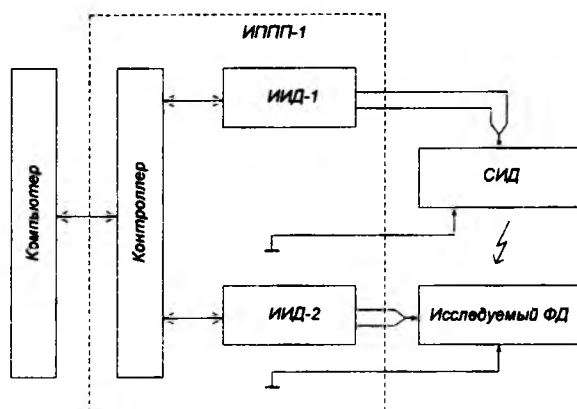 ИППП-1
ИИД-1
СИД
Компьютер
Контроллер
ИИД-2
Исследуемый ФД